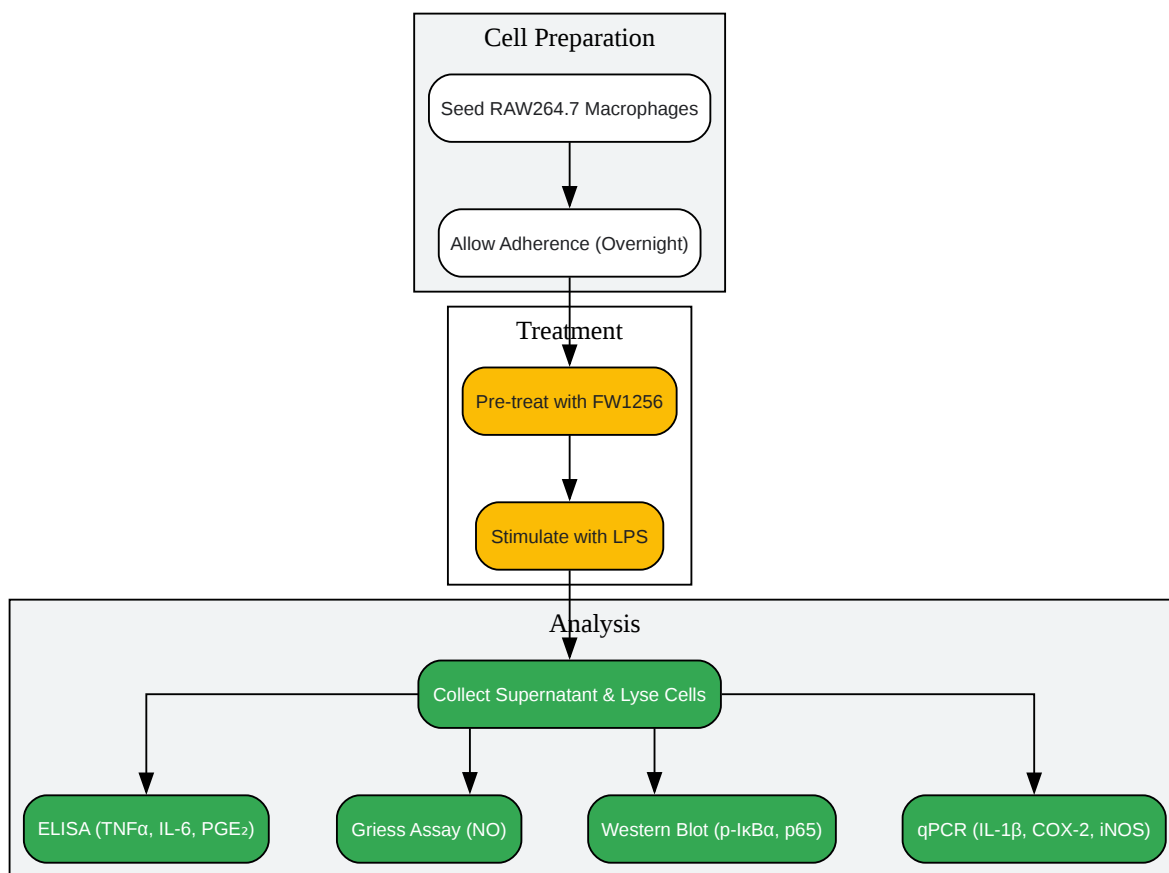 Cell Preparation
Seed RAW264.7 Macrophages
Allow Adherence (Overnight)
Treatment
Pre-treat with FW1256
Stimulate with LPS
Analysis
Collect Supernatant & Lyse Cells
ELISA (TNFα, IL-6, PGE₂)
Griess Assay (NO)
Western Blot (p-IκBα, p65)
qPCR (IL-1β, COX-2, iNOS)